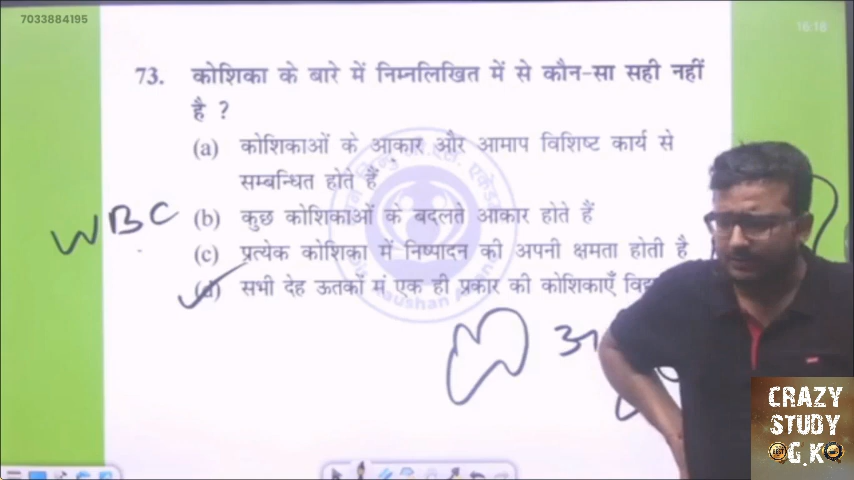 7033884195
16:18
73. कोशिका के बारे में निम्नलिखित में से कौन-सा सही नहीं
है ?
(a) कोशिकाओं के आकार और आमाप विशिष्ट कार्य से
सम्बन्धित होते हैं
WBC
(b) कुछ कोशिकाओं के बदलते आकार होते हैं
(c) प्रत्येक कोशिका में निष्पादन की अपनी क्षमता होती है
(d) सभी देह ऊतकों में एक ही प्रकार की कोशिकाएँ
CRAZY
STUDY
G.K